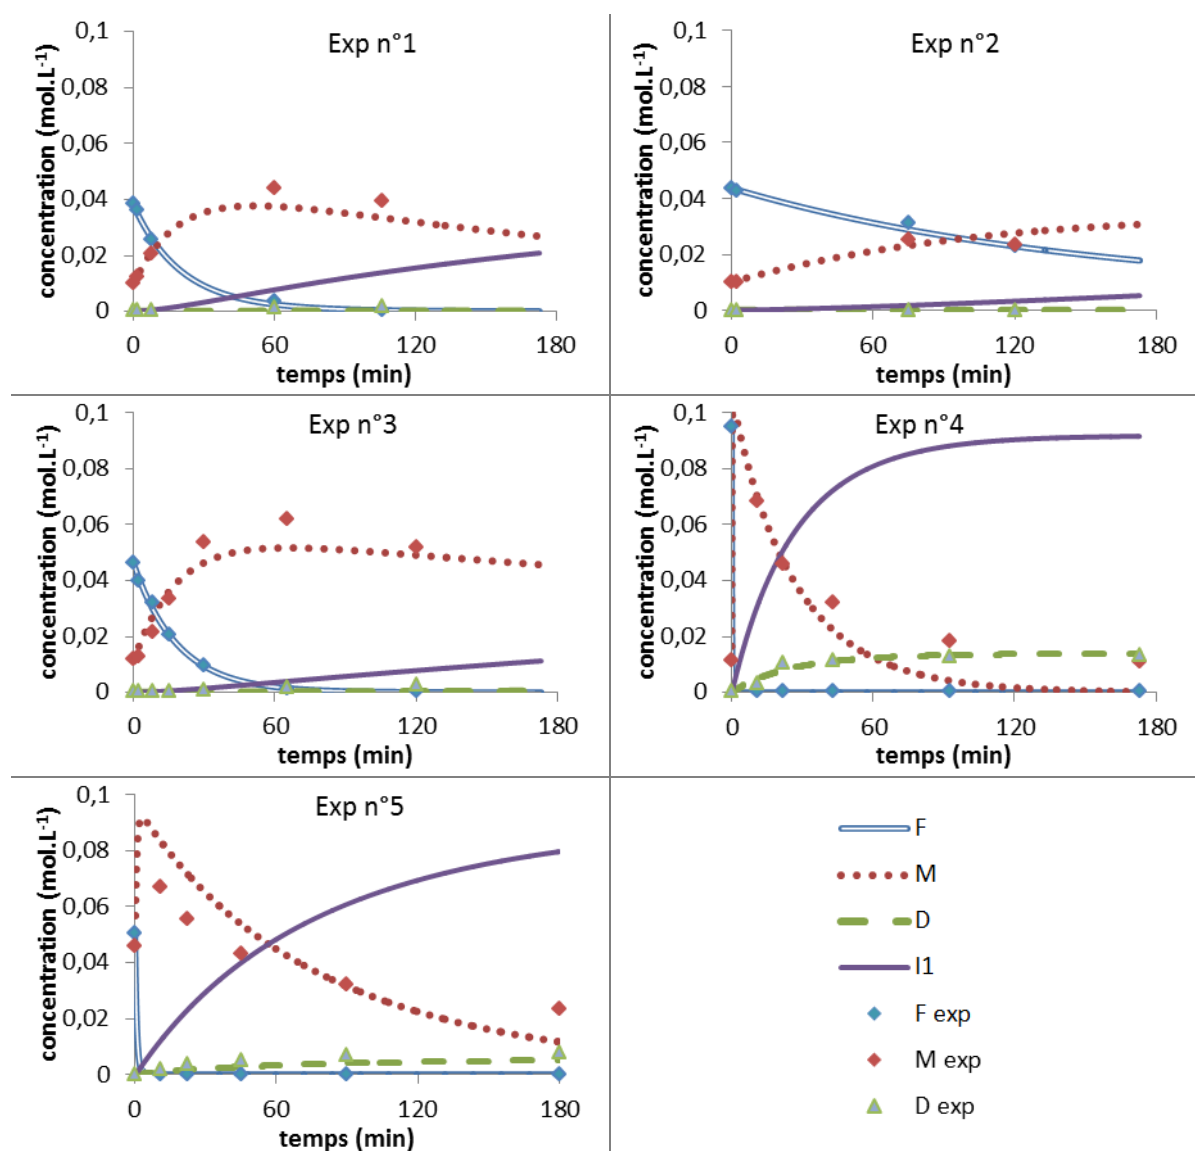 Exp n°1
concentration (mol.L-1)
0,1
0,08
0,06
0,04
0,02
0
0
60
120
180
temps (min)
Exp n°2
concentration (mol.L-1)
0,1
0,08
0,06
0,04
0,02
0
0
60
120
180
temps (min)
Exp n°3
concentration (mol.L-1)
0,1
0,08
0,06
0,04
0,02
0
0
60
120
180
temps (min)
Exp n°4
concentration (mol.L-1)
0,1
0,08
0,06
0,04
0,02
0
0
60
120
180
temps (min)
Exp n°5
concentration (mol.L-1)
0,1
0,08
0,06
0,04
0,02
0
0
60
120
180
temps (min)
F
M
D
I1
F exp
M exp
D exp